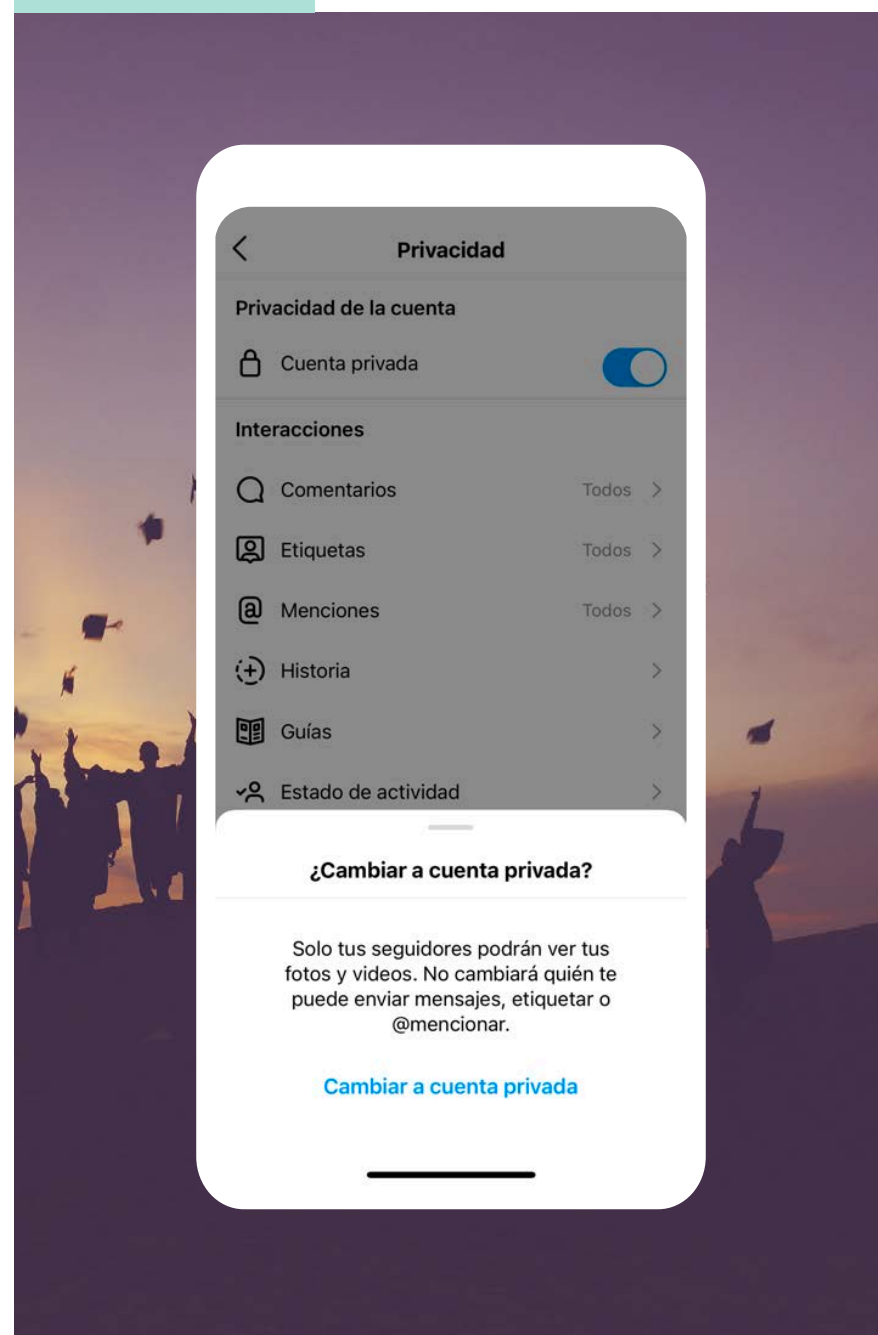 Privacidad
Privacidad de la cuenta
Cuenta privada
Interacciones
Comentarios Todos
Etiquetas Todos
Menciones Todos
Historia
Guías
Estado de actividad
¿Cambiar a cuenta privada?
Solo tus seguidores podrán ver tus
fotos y videos. No cambiará quién te
puede enviar mensajes, etiquetar o
@mencionar.
Cambiar a cuenta privada